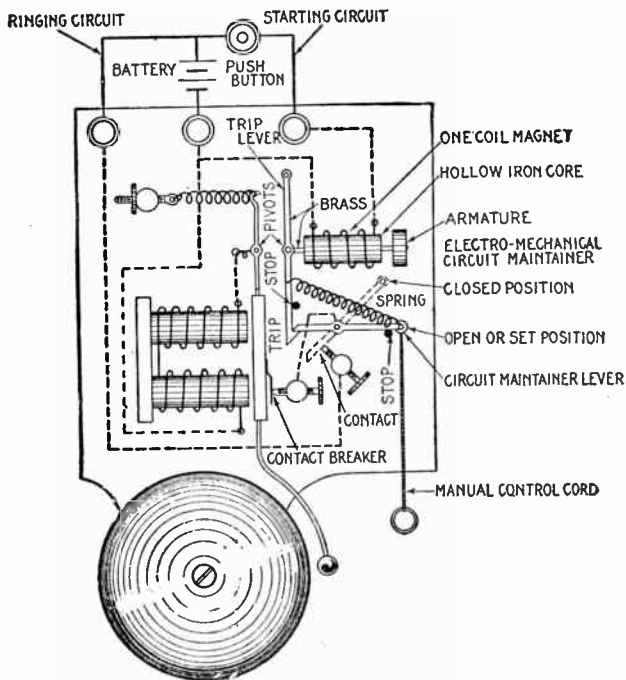 RINGING CIRCUIT
STARTING CIRCUIT
BATTERY
PUSH
BUTTON
TRIP
LEVER
ONE COIL MAGNET
HOLLOW IRON CORE
BRASS
PIVOTS
ARMATURE
ELECTRO-MECHANICAL
CIRCUIT MAINTAINER
STOP
CLOSED POSITION
SPRING
TRIP
OPEN OR SET POSITION
STOP
CIRCUIT MAINTAINER LEVER
CONTACT
CONTACT BREAKER
MANUAL CONTROL CORD